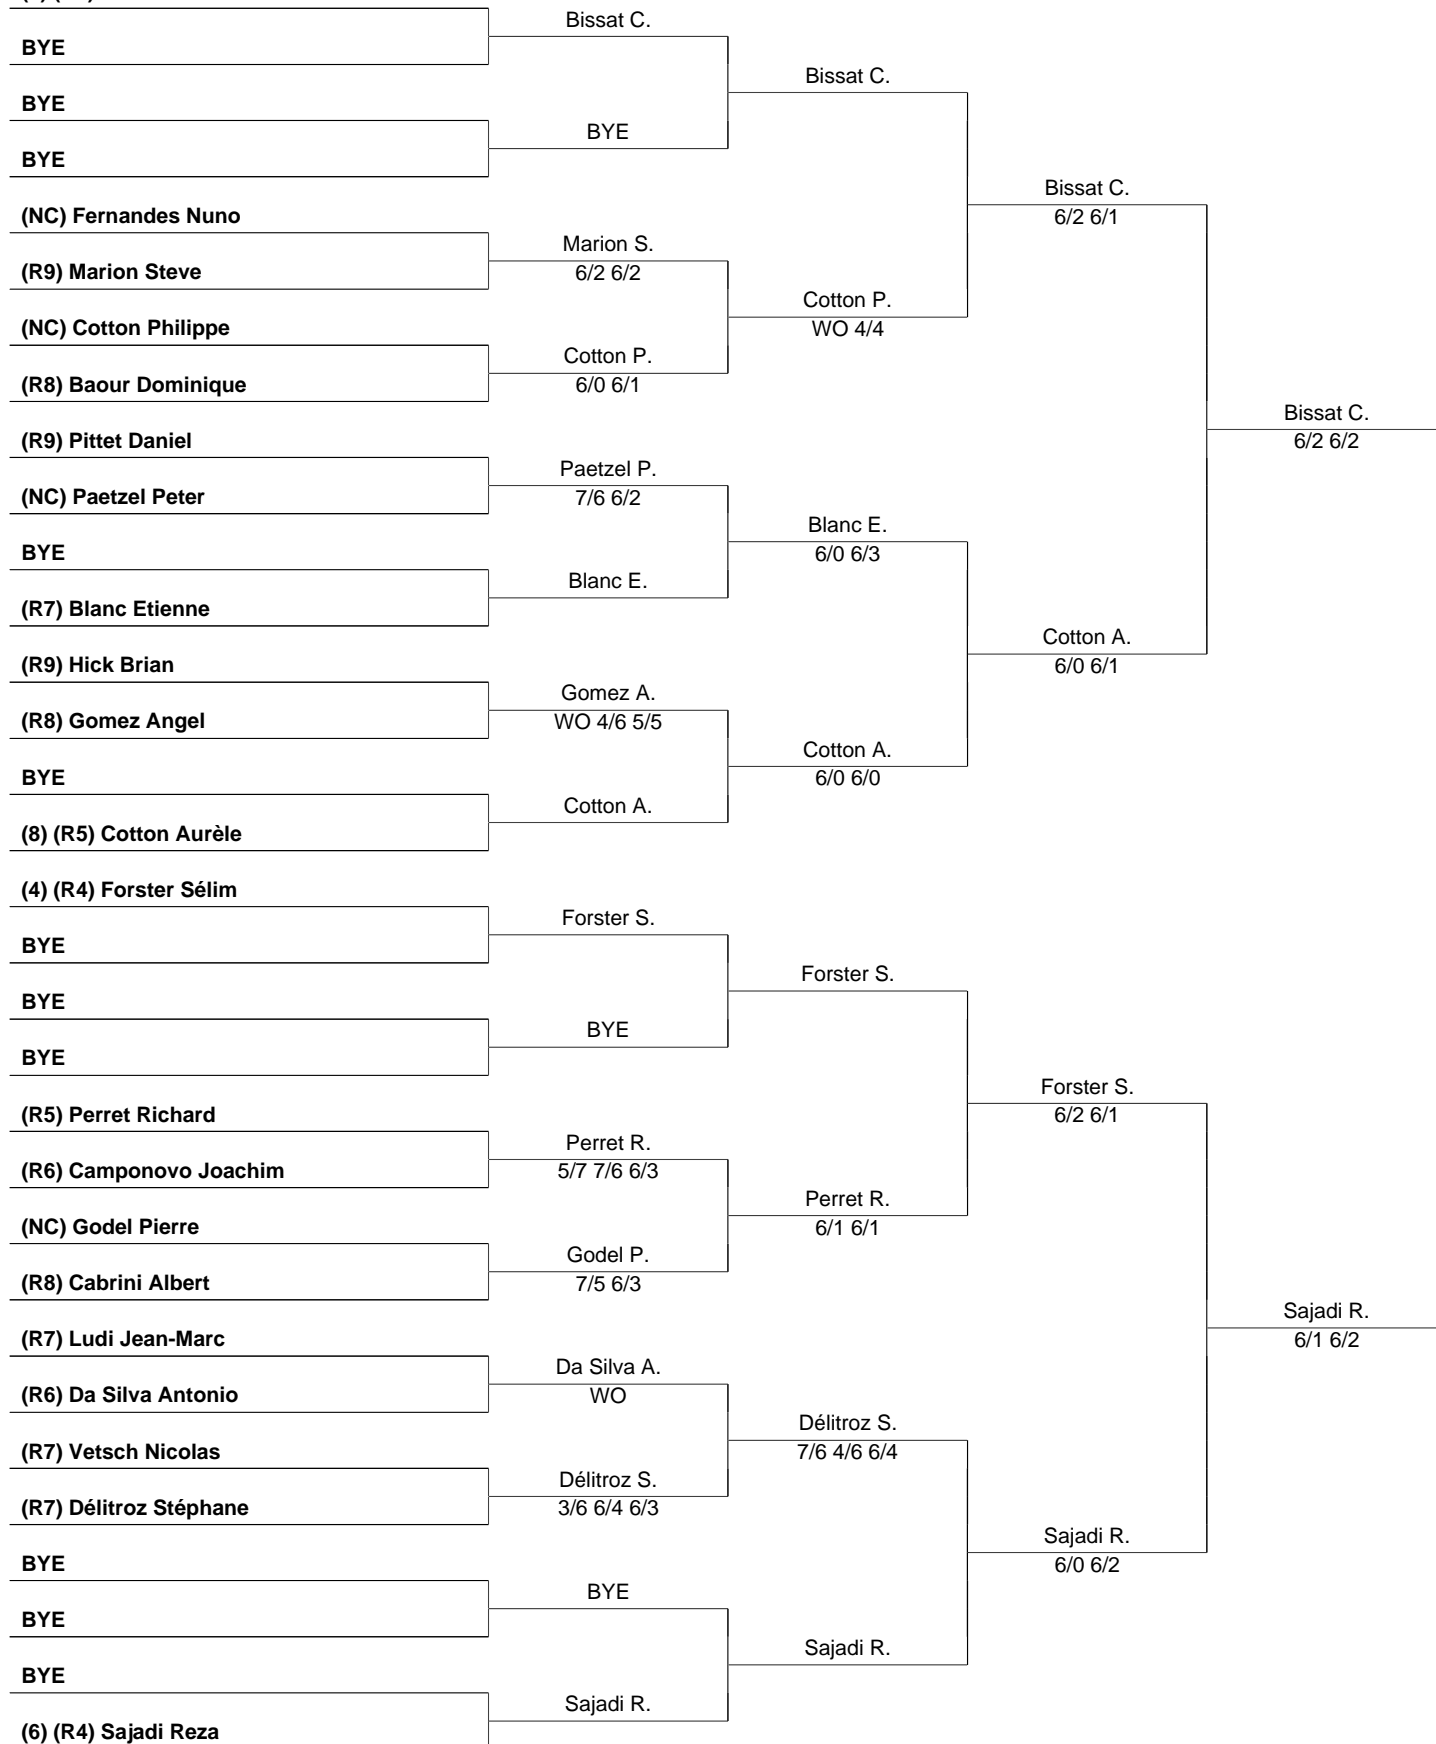 BYE
BYE
BYE
(NC) Fernandes Nuno
(R9) Marion Steve
(NC) Cotton Philippe
(R8) Baour Dominique
(R9) Pittet Daniel
(NC) Paetzel Peter
BYE
(R7) Blanc Etienne
(R9) Hick Brian
(R8) Gomez Angel
BYE
(8) (R5) Cotton Aurèle
(4) (R4) Forster Sélim
BYE
BYE
BYE
(R5) Perret Richard
(R6) Camponovo Joachim
(NC) Godel Pierre
(R8) Cabrini Albert
(R7) Ludi Jean-Marc
(R6) Da Silva Antonio
(R7) Vetsch Nicolas
(R7) Délitroz Stéphane
BYE
BYE
BYE
(6) (R4) Sajadi Reza
Bissat C.
BYE
Marion S.
6/2 6/2
Cotton P.
6/0 6/1
Paetzel P.
7/6 6/2
Blanc E.
Gomez A.
WO 4/6 5/5
Cotton A.
Forster S.
BYE
Perret R.
5/7 7/6 6/3
Godel P.
7/5 6/3
Da Silva A.
WO
Délitroz S.
3/6 6/4 6/3
BYE
Sajadi R.
Bissat C.
Cotton P.
WO 4/4
Blanc E.
6/0 6/3
Cotton A.
6/0 6/0
Forster S.
Perret R.
6/1 6/1
Délitroz S.
7/6 4/6 6/4
Sajadi R.
Bissat C.
6/2 6/1
Cotton A.
6/0 6/1
Forster S.
6/2 6/1
Sajadi R.
6/0 6/2
Bissat C.
6/2 6/2
Sajadi R.
6/1 6/2